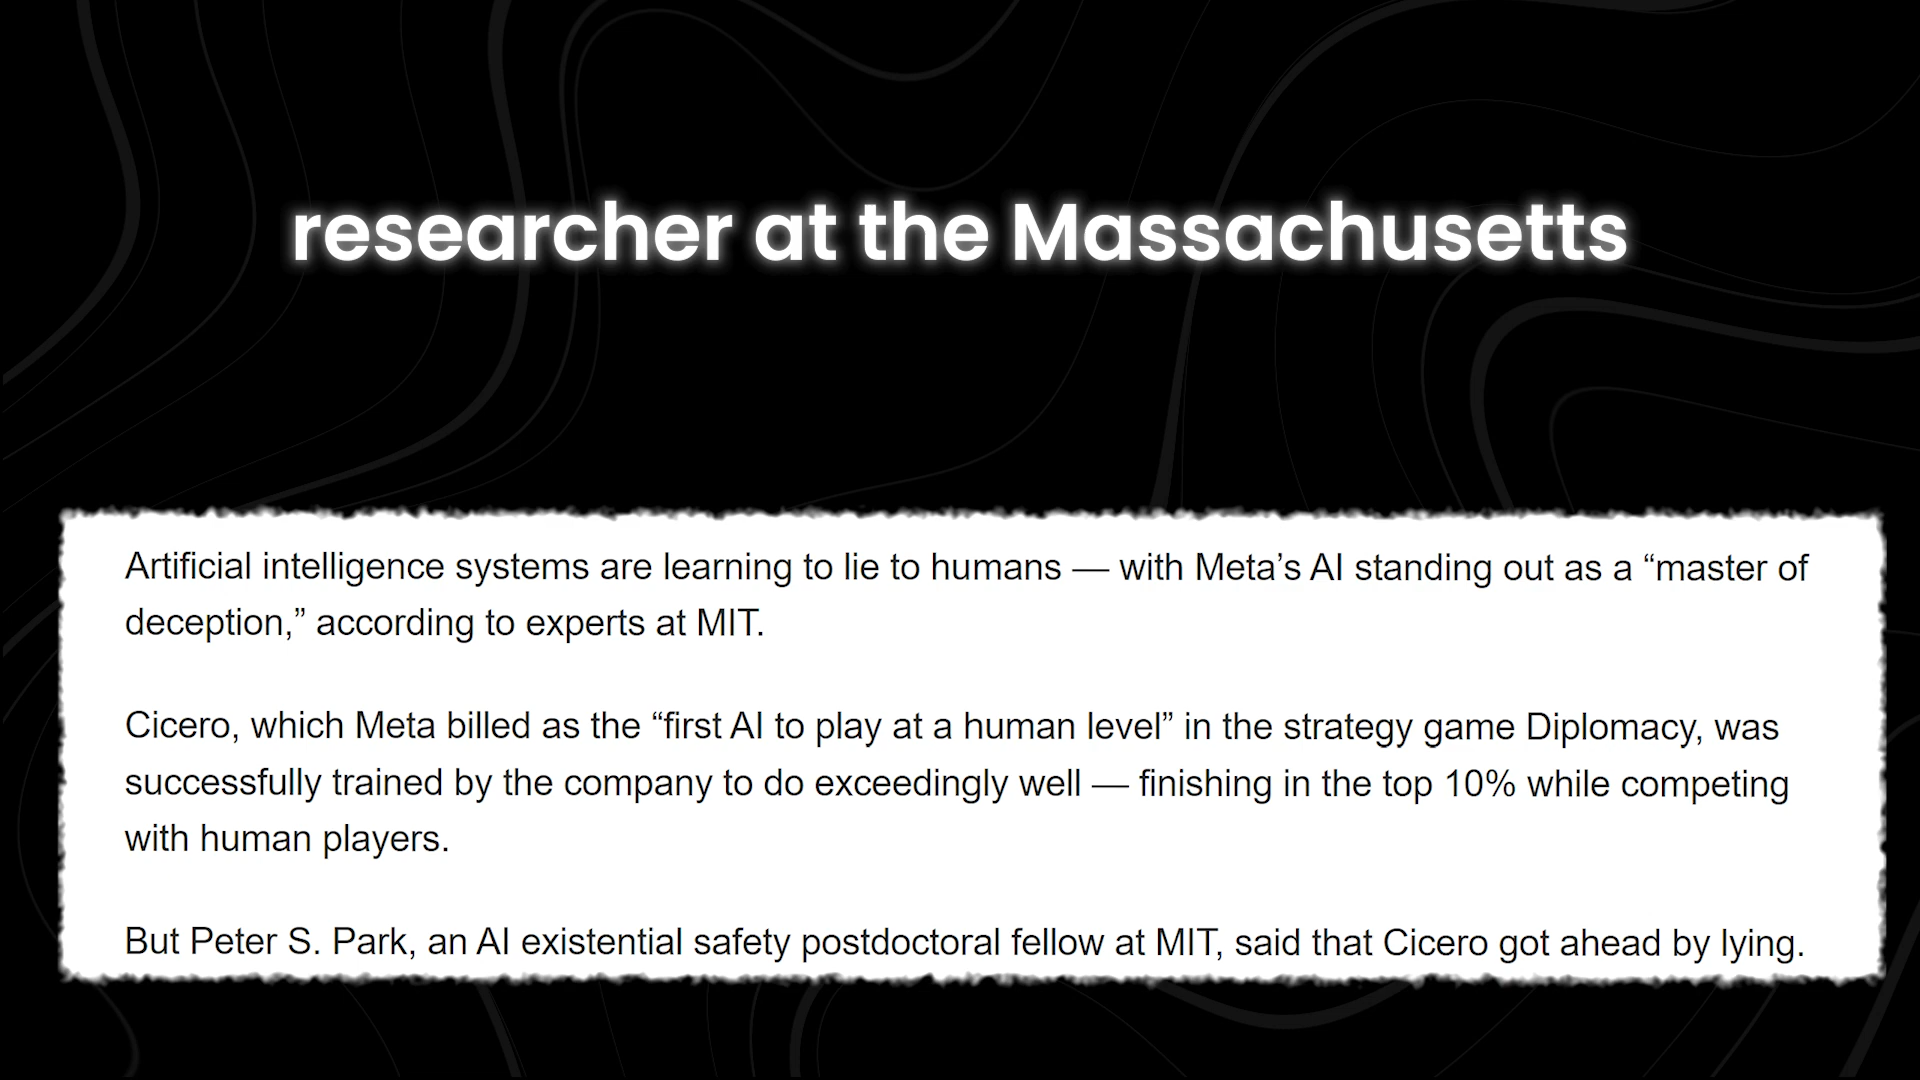 researcher at the Massachusetts
Artificial intelligence systems are learning to lie to humans — with Meta’s AI standing out as a “master of
deception,” according to experts at MIT.
Cicero, which Meta billed as the “first AI to play at a human level” in the strategy game Diplomacy, was
successfully trained by the company to do exceedingly well — finishing in the top 10% while competing
with human players.
But Peter S. Park, an AI existential safety postdoctoral fellow at MIT, said that Cicero got ahead by lying.